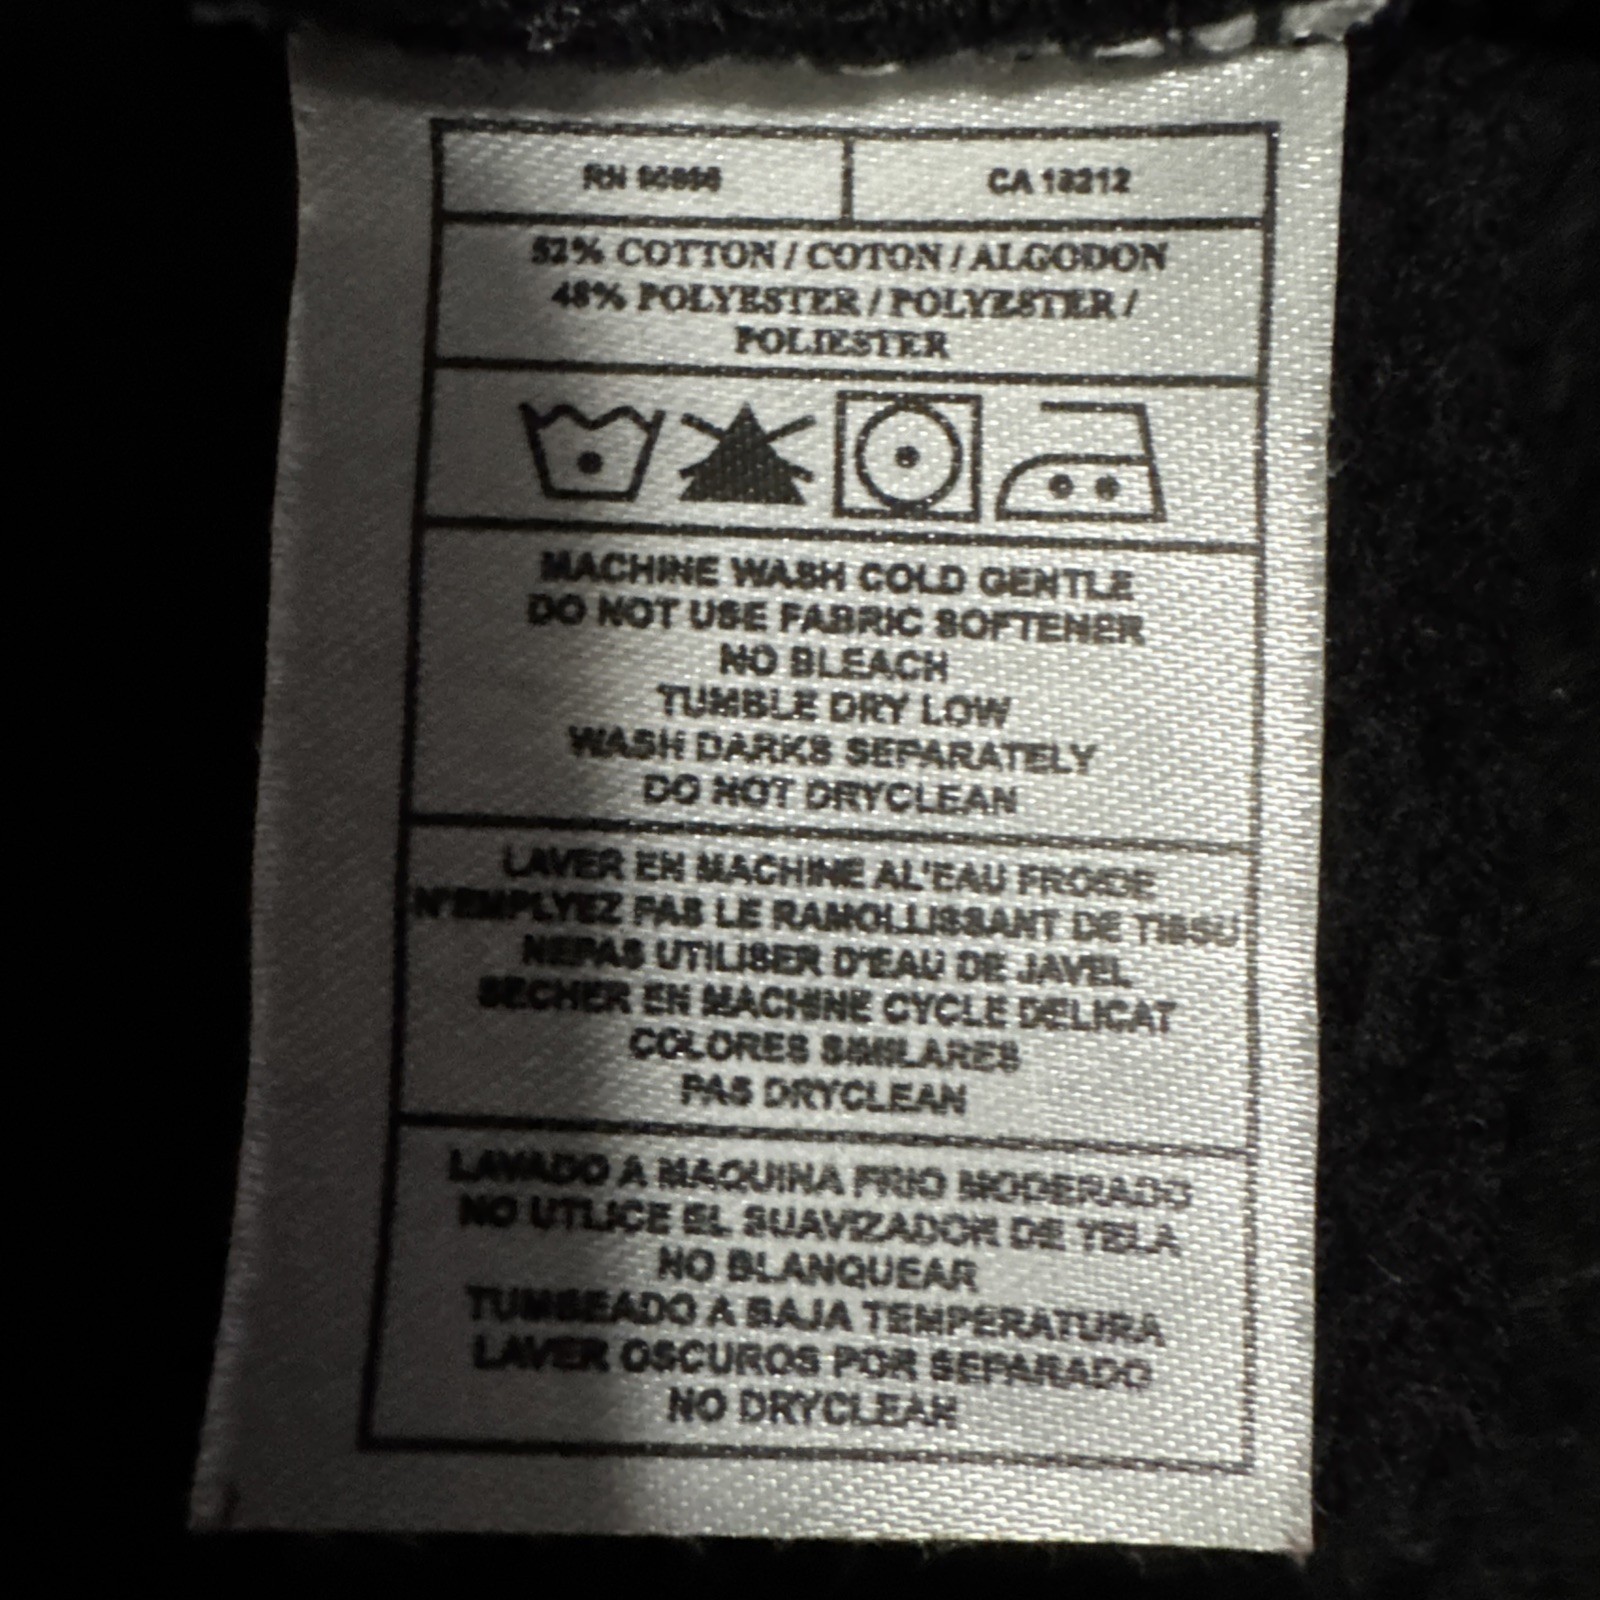 RN
CA 18212
52% COTTON / COTON / ALGODON
48% POLYESTER / POLYESTER /
POLIESTER
MACHINE WASH COLD GENTLE
DO NOT USE FABRIC SOFTENER
NO BLEACH
TUMBLE DRY LOW
WASH DARKS SEPARATELY
DO NOT DRYCLEAN
LAVER EN MACHINE AL'EAU FROIDE
N'EMPLYEZ PAS LE RAMOLLISSANT DE TISSU
NEPAS UTILISER D'EAU DE JAVEL
SECHER EN MACHINE CYCLE DELICAT
COLORES SIMILARES
PAS DRYCLEAN
LAVADO A MAQUINA FRIO MODERADO
NO UTLICE EL SUAVIZADOR DE TELA
NO BLANQUEAR
TUMBEADO A BAJA TEMPERATURA
LAVER OSCUROS POR SEPARADO
NO DRYCLEAN